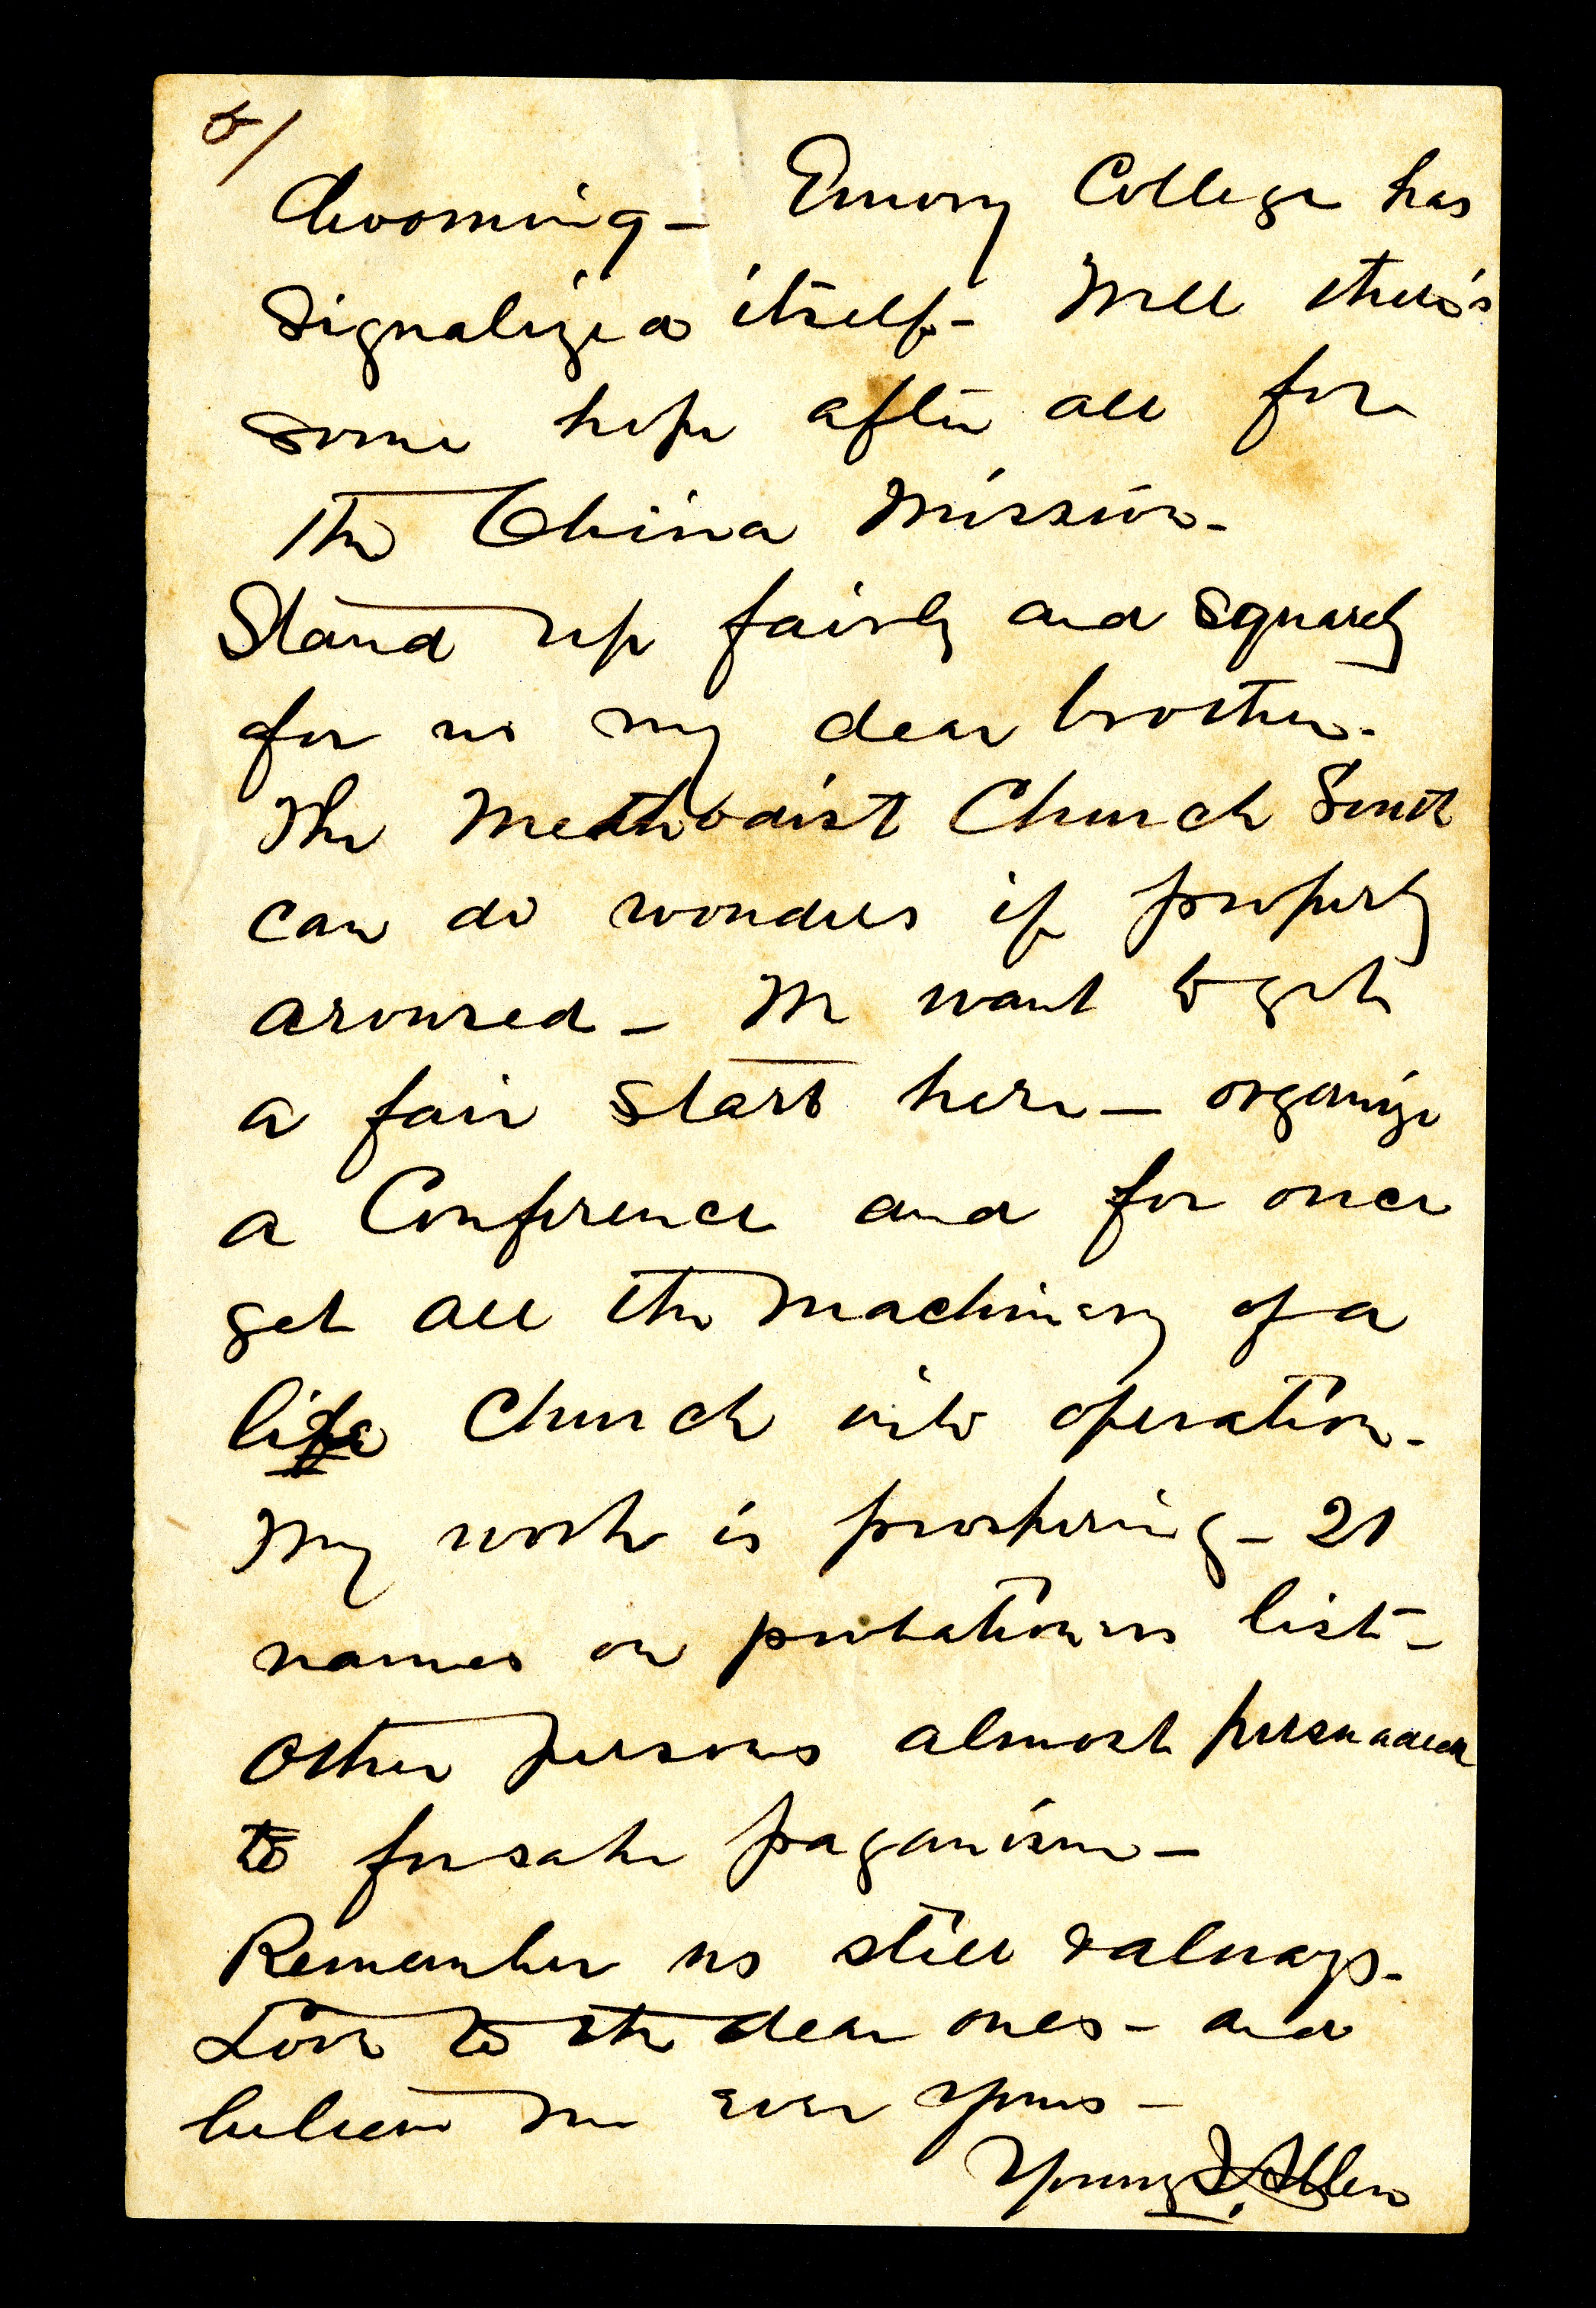 5/
booming - Emory College has
signalized itself - Well there's
some hope after all for
the China Mission -
Stand up fairly and squarely
for us my dear brother -
The Methodist Church South
can do wonders if properly
aroused - We want to get
a fair start here - organize
a Conference and for once
get all the machinery of a
life Church into operation -
My work is prospering - 21
names on probationers list -
Other persons almost persuaded
to forsake paganism -
Remember us still & always -
Love to the dear ones - and
believe me ever yours -
Young J. Allen